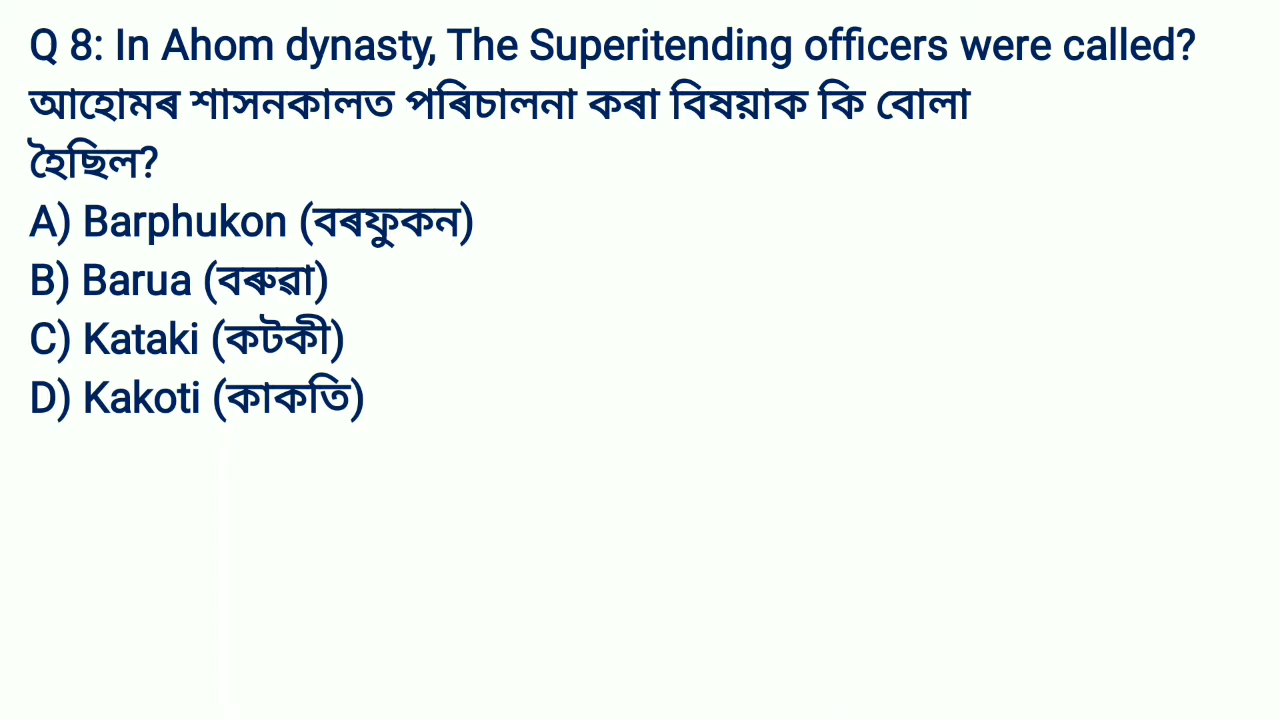 Q 8: In Ahom dynasty, The Superitending officers were called?
আহোমৰ শাসনকালত পৰিচালনা কৰা বিষয়াক কি বোলা
হৈছিল?
A) Barphukon (বৰফুকন)
B) Barua (বৰুৱা)
C) Kataki (কটকী)
D) Kakoti (কাকতি)